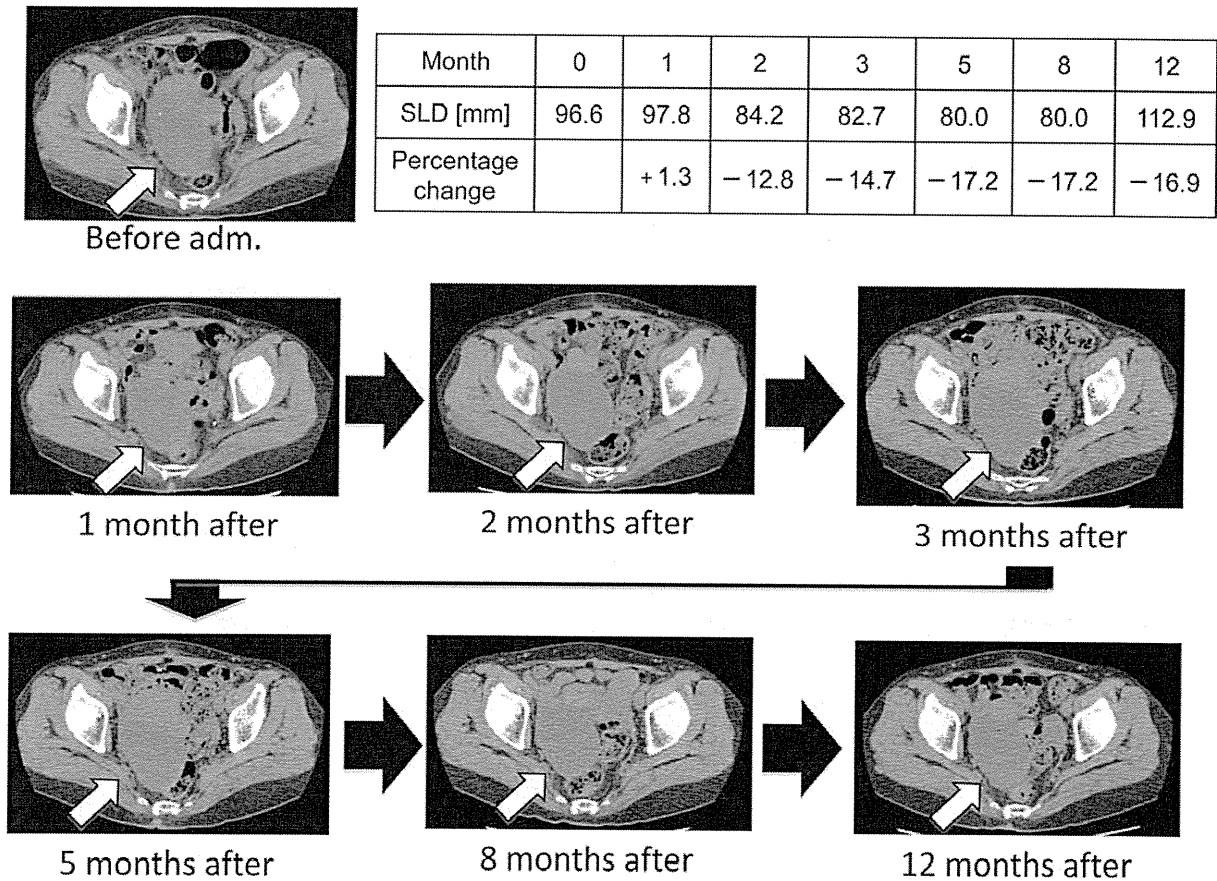 Month 0 1 2 3 5 8 12
SLD [mm] 96.6 97.8 84.2 82.7 80.0 80.0 112.9
Percentage change +1.3 −12.8 −14.7 −17.2 −17.2 −16.9
Before adm.
1 month after
2 months after
3 months after
5 months after
8 months after
12 months after